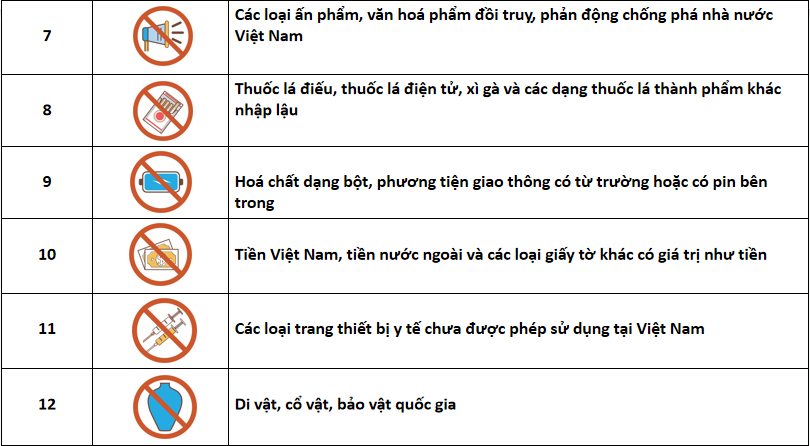 7
Các loại ấn phẩm, văn hoá phẩm đồi truỵ, phản động chống phá nhà nước
Việt Nam
8
Thuốc lá điếu, thuốc lá điện tử, xì gà và các dạng thuốc lá thành phẩm khác
nhập lậu
9
Hoá chất dạng bột, phương tiện giao thông có từ trường hoặc có pin bên
trong
10
Tiền Việt Nam, tiền nước ngoài và các loại giấy tờ khác có giá trị như tiền
11
Các loại trang thiết bị y tế chưa được phép sử dụng tại Việt Nam
12
Di vật, cổ vật, bảo vật quốc gia